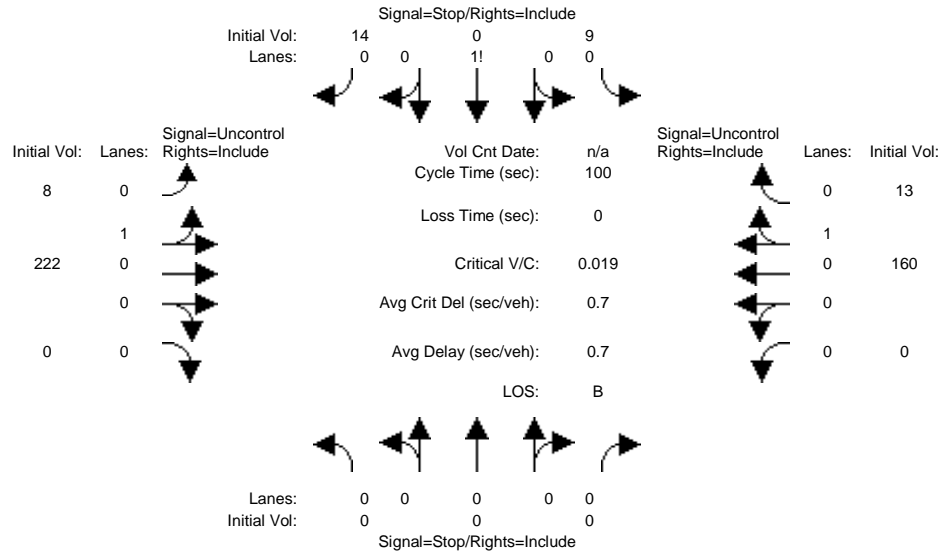 Signal=Stop/Rights=Include
Initial Vol: 14 0 9
Lanes: 0 0 1! 0 0
Signal=Uncontrol
Initial Vol: Lanes: Rights=Include
Vol Cnt Date: n/a
Signal=Uncontrol
Rights=Include Lanes: Initial Vol:
Cycle Time (sec): 100
8 0
0 13
Loss Time (sec): 0
1
1
222 0
Critical V/C: 0.019
0 160
0
Avg Crit Del (sec/veh): 0.7
0
0 0
Avg Delay (sec/veh): 0.7
0 0
LOS: B
Lanes: 0 0 0 0 0
Initial Vol: 0 0 0
Signal=Stop/Rights=Include